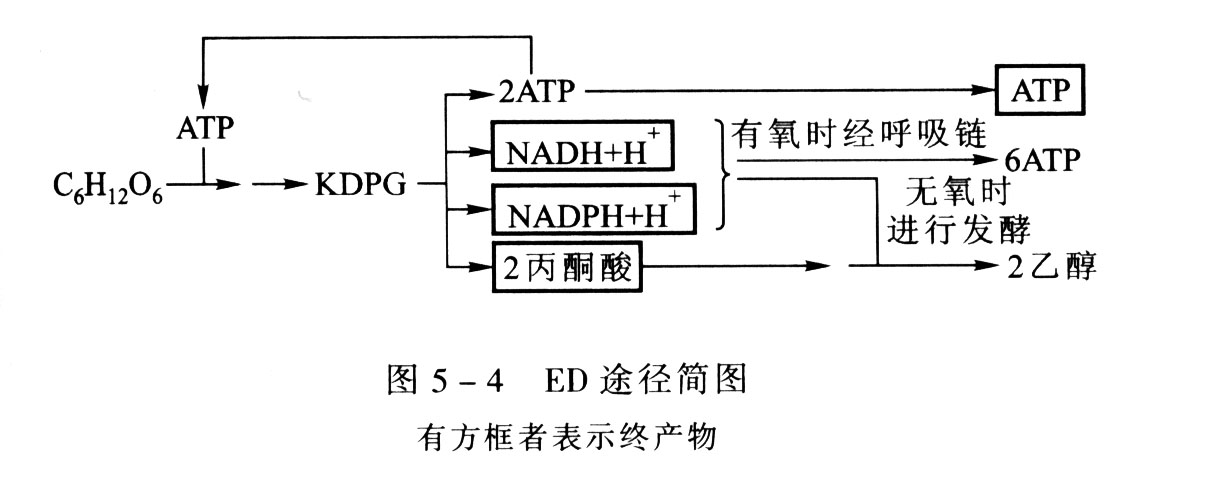 2ATP
ATP
ATP
NADH+H⁺
有氧时经呼吸链
6ATP
C₆H₁₂O₆
KDPG
NADPH+H⁺
无氧时
进行发酵
2丙酮酸
2乙醇
图 5-4 ED 途径简图
有方框者表示终产物